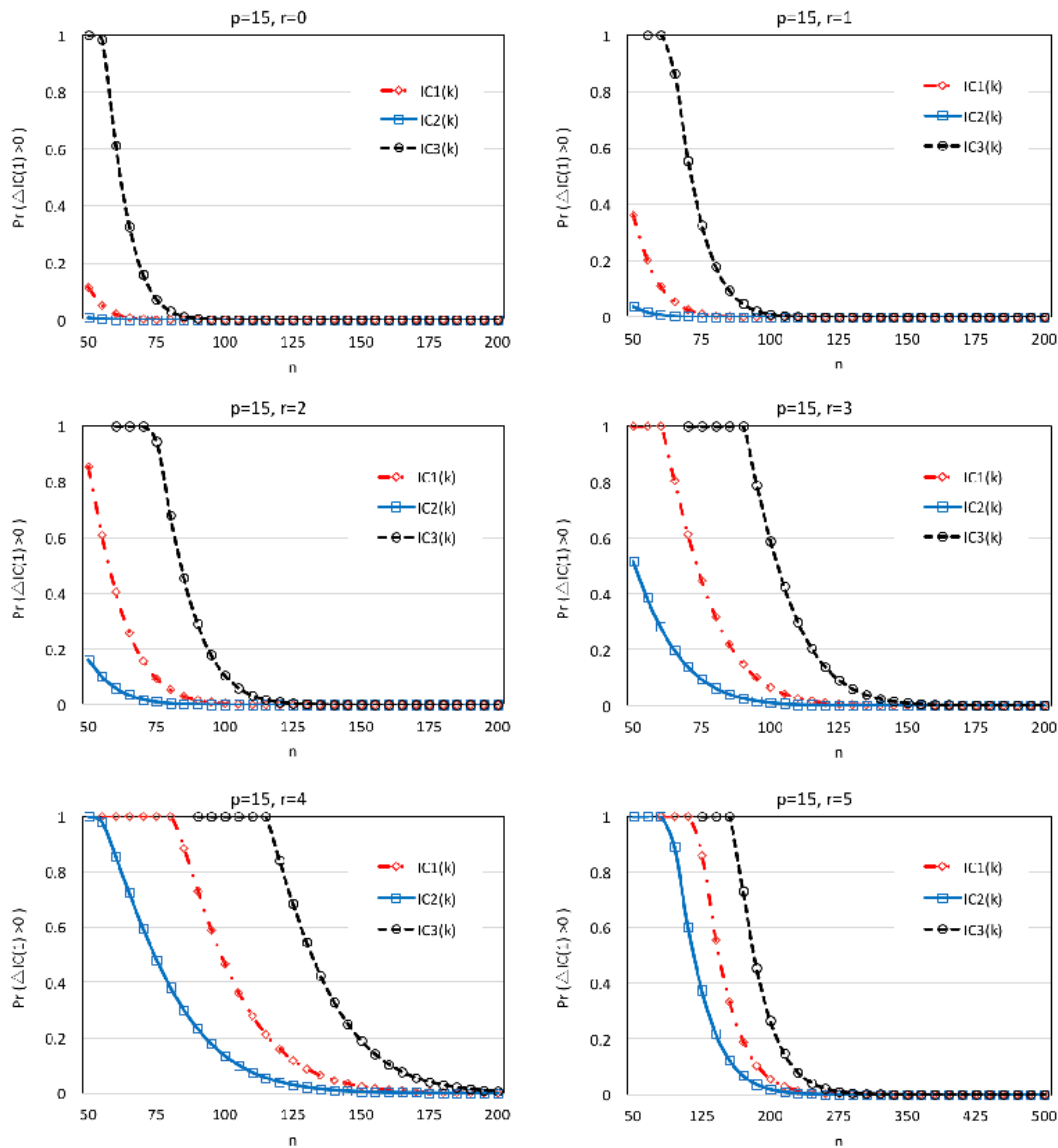 p=15, r=0
1
0.8
0.6
0.4
0.2
0
Pr ( △IC(1) >0 )
IC1(k)
IC2(k)
IC3(k)
50 75 100 125 150 175 200
n
p=15, r=1
1
0.8
0.6
0.4
0.2
0
Pr ( △IC(1) >0 )
IC1(k)
IC2(k)
IC3(k)
50 75 100 125 150 175 200
n
p=15, r=2
1
0.8
0.6
0.4
0.2
0
Pr ( △IC(1) >0 )
IC1(k)
IC2(k)
IC3(k)
50 75 100 125 150 175 200
n
p=15, r=3
1
0.8
0.6
0.4
0.2
0
Pr ( △IC(1) >0 )
IC1(k)
IC2(k)
IC3(k)
50 75 100 125 150 175 200
n
p=15, r=4
1
0.8
0.6
0.4
0.2
0
Pr ( △IC(1) >0 )
IC1(k)
IC2(k)
IC3(k)
50 75 100 125 150 175 200
n
p=15, r=5
1
0.8
0.6
0.4
0.2
0
Pr ( △IC(1) >0 )
IC1(k)
IC2(k)
IC3(k)
50 125 200 275 350 425 500
n